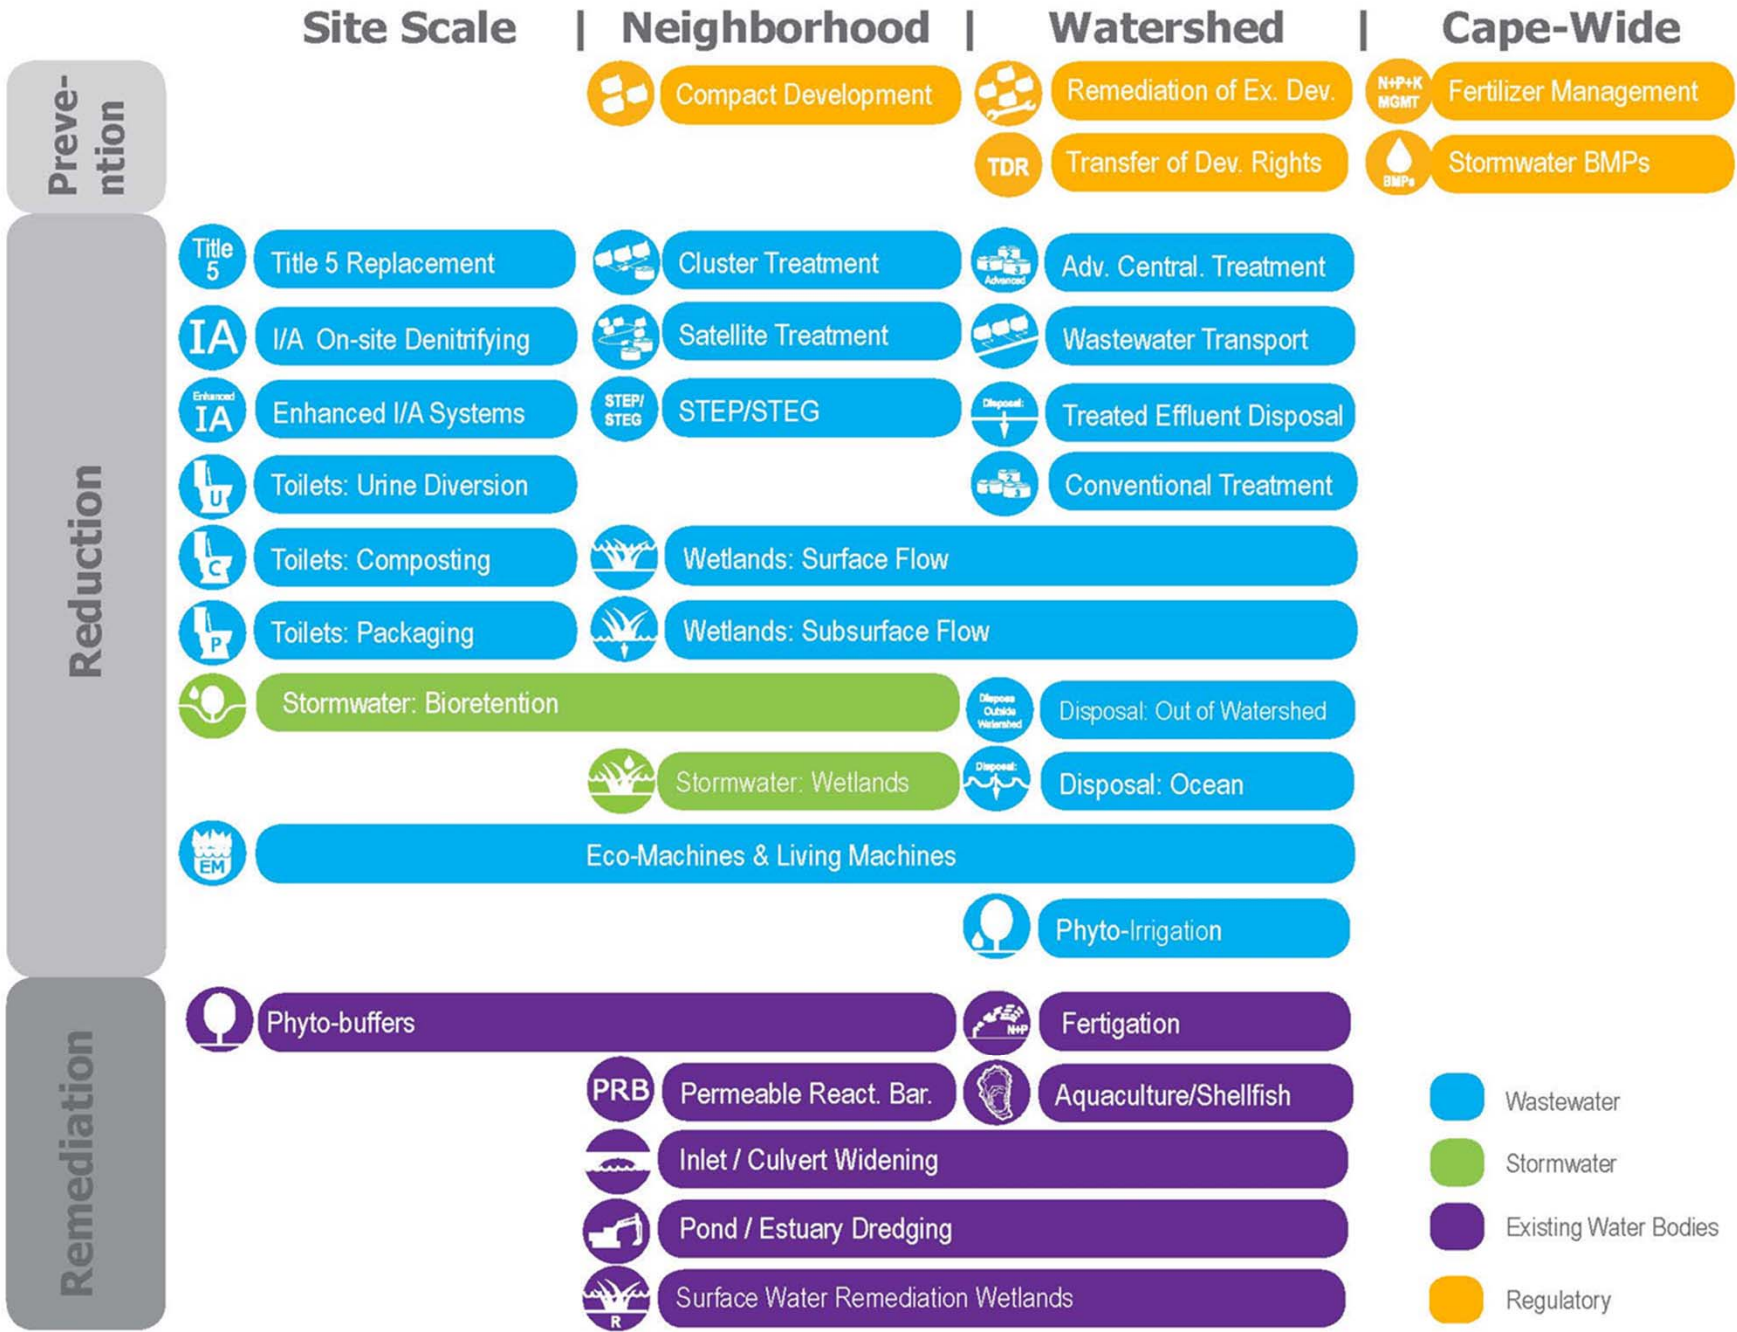 Site Scale | Neighborhood | Watershed | Cape-Wide
Preve-
ntion
Compact Development
Remediation of Ex. Dev.
N+P+K
MGMT
Fertilizer Management
TDR
Transfer of Dev. Rights
BMPs
Stormwater BMPs
Reduction
Title
5
Title 5 Replacement
Cluster Treatment
Advanced
Adv. Central. Treatment
IA
I/A On-site Denitrifying
Satellite Treatment
Wastewater Transport
Enhanced
IA
Enhanced I/A Systems
STEP/
STEG
STEP/STEG
Disposal:
Treated Effluent Disposal
U
Toilets: Urine Diversion
Conventional Treatment
C
Toilets: Composting
Wetlands: Surface Flow
P
Toilets: Packaging
Wetlands: Subsurface Flow
Stormwater: Bioretention
Dispose
Outside
Watershed
Disposal: Out of Watershed
Stormwater: Wetlands
Disposal:
Disposal: Ocean
EM
Eco-Machines & Living Machines
Phyto-Irrigation
Remediation
Phyto-buffers
N+P
Fertigation
PRB
Permeable React. Bar.
Aquaculture/Shellfish
Inlet / Culvert Widening
Pond / Estuary Dredging
R
Surface Water Remediation Wetlands
Wastewater
Stormwater
Existing Water Bodies
Regulatory